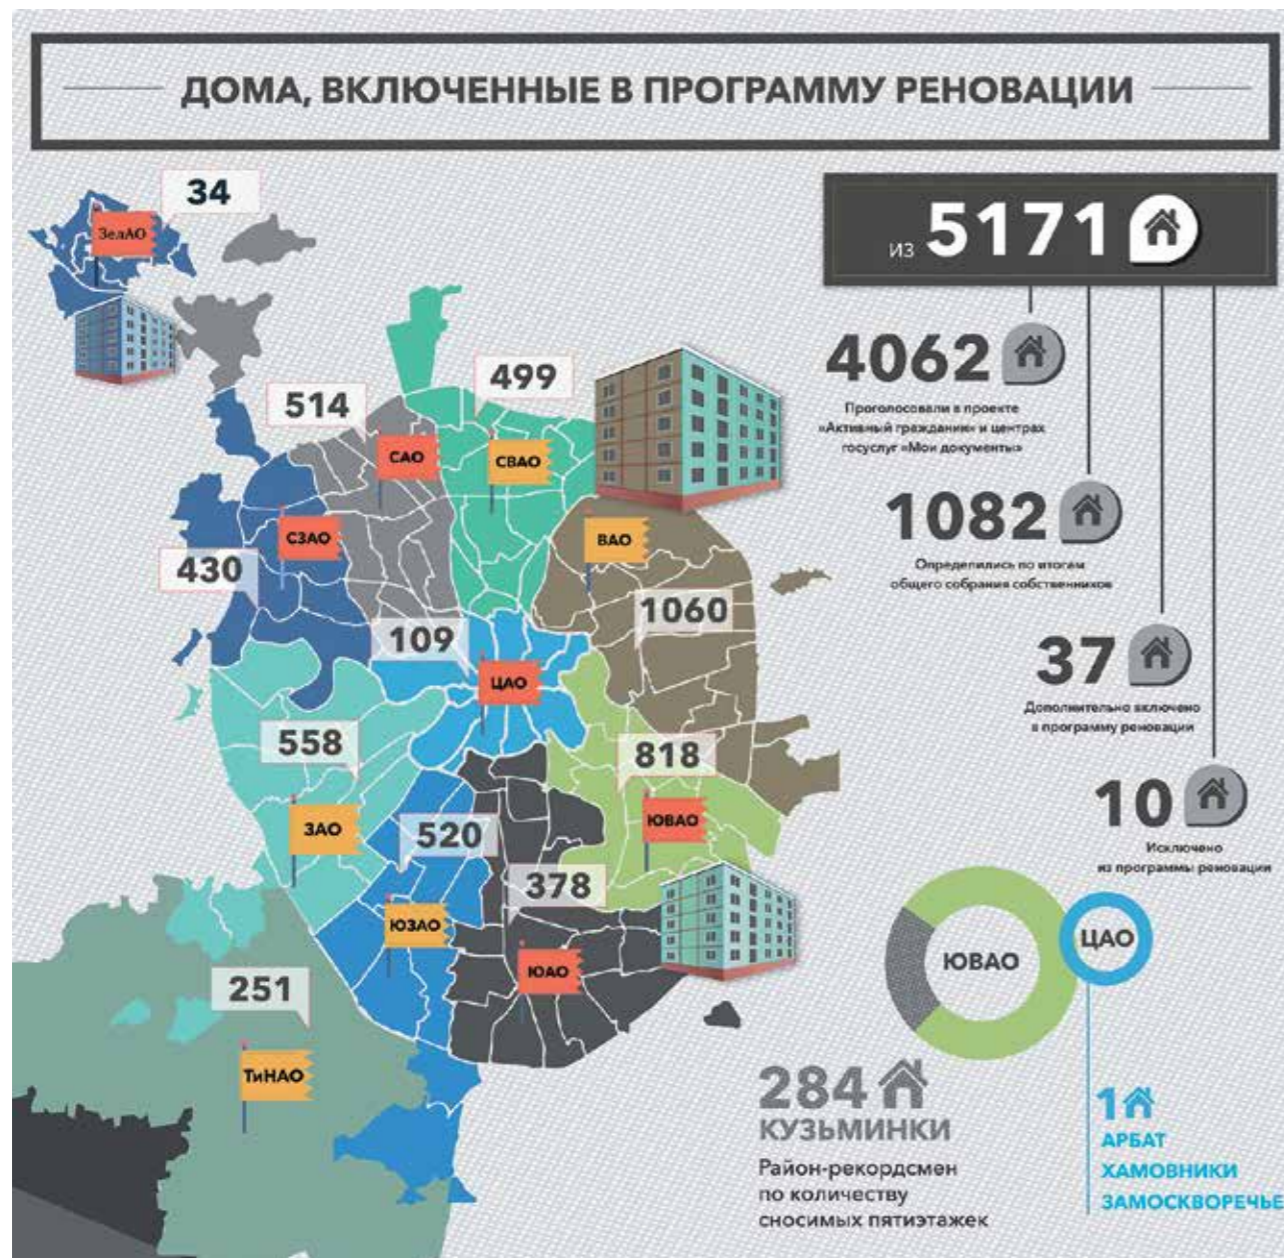 ДОМА, ВКЛЮЧЕННЫЕ В ПРОГРАММУ РЕНОВАЦИИ
34
ЗелАО
ИЗ 5171
4062
Проголосовали в проекте
«Активный гражданин» и центрах
госуслуг «Мои документы»
499
514
САО
СВАО
1082
Определились по итогам
общего собрания собственников
СЗАО
ВАО
430
1060
109
ЦАО
37
Дополнительно включено
в программу реновации
558
818
10
Исключено
из программы реновации
ЗАО
520
ЮВАО
378
ЮЗАО
ЮАО
251
ТиНАО
ЮВАО
ЦАО
284
КУЗЬМИНКИ
Район-рекордсмен
по количеству
сносимых пятиэтажек
1
АРБАТ
ХАМОВНИКИ
ЗАМОСКВОРЕЧЬЕ